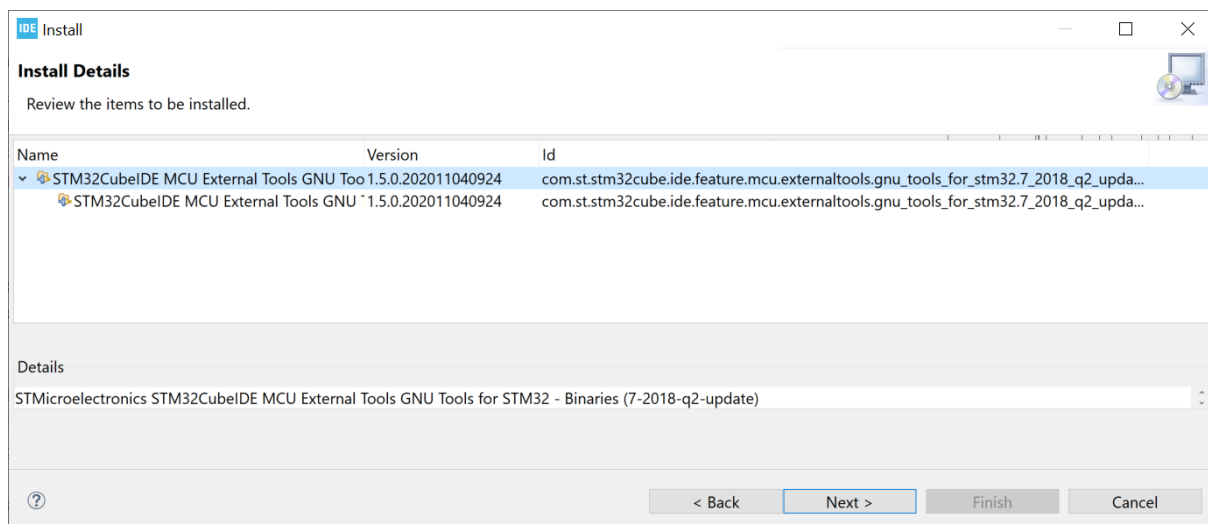 IDE Install
Install Details
Review the items to be installed.
Name Version Id
STM32CubeIDE MCU External Tools GNU Too 1.5.0.202011040924 com.st.stm32cube.ide.feature.mcu.externaltools.gnu_tools_for_stm32.7_2018_q2_upda...
STM32CubeIDE MCU External Tools GNU 1.5.0.202011040924 com.st.stm32cube.ide.feature.mcu.externaltools.gnu_tools_for_stm32.7_2018_q2_upda...
Details
STMicroelectronics STM32CubeIDE MCU External Tools GNU Tools for STM32 - Binaries (7-2018-q2-update)
? < Back Next > Finish Cancel